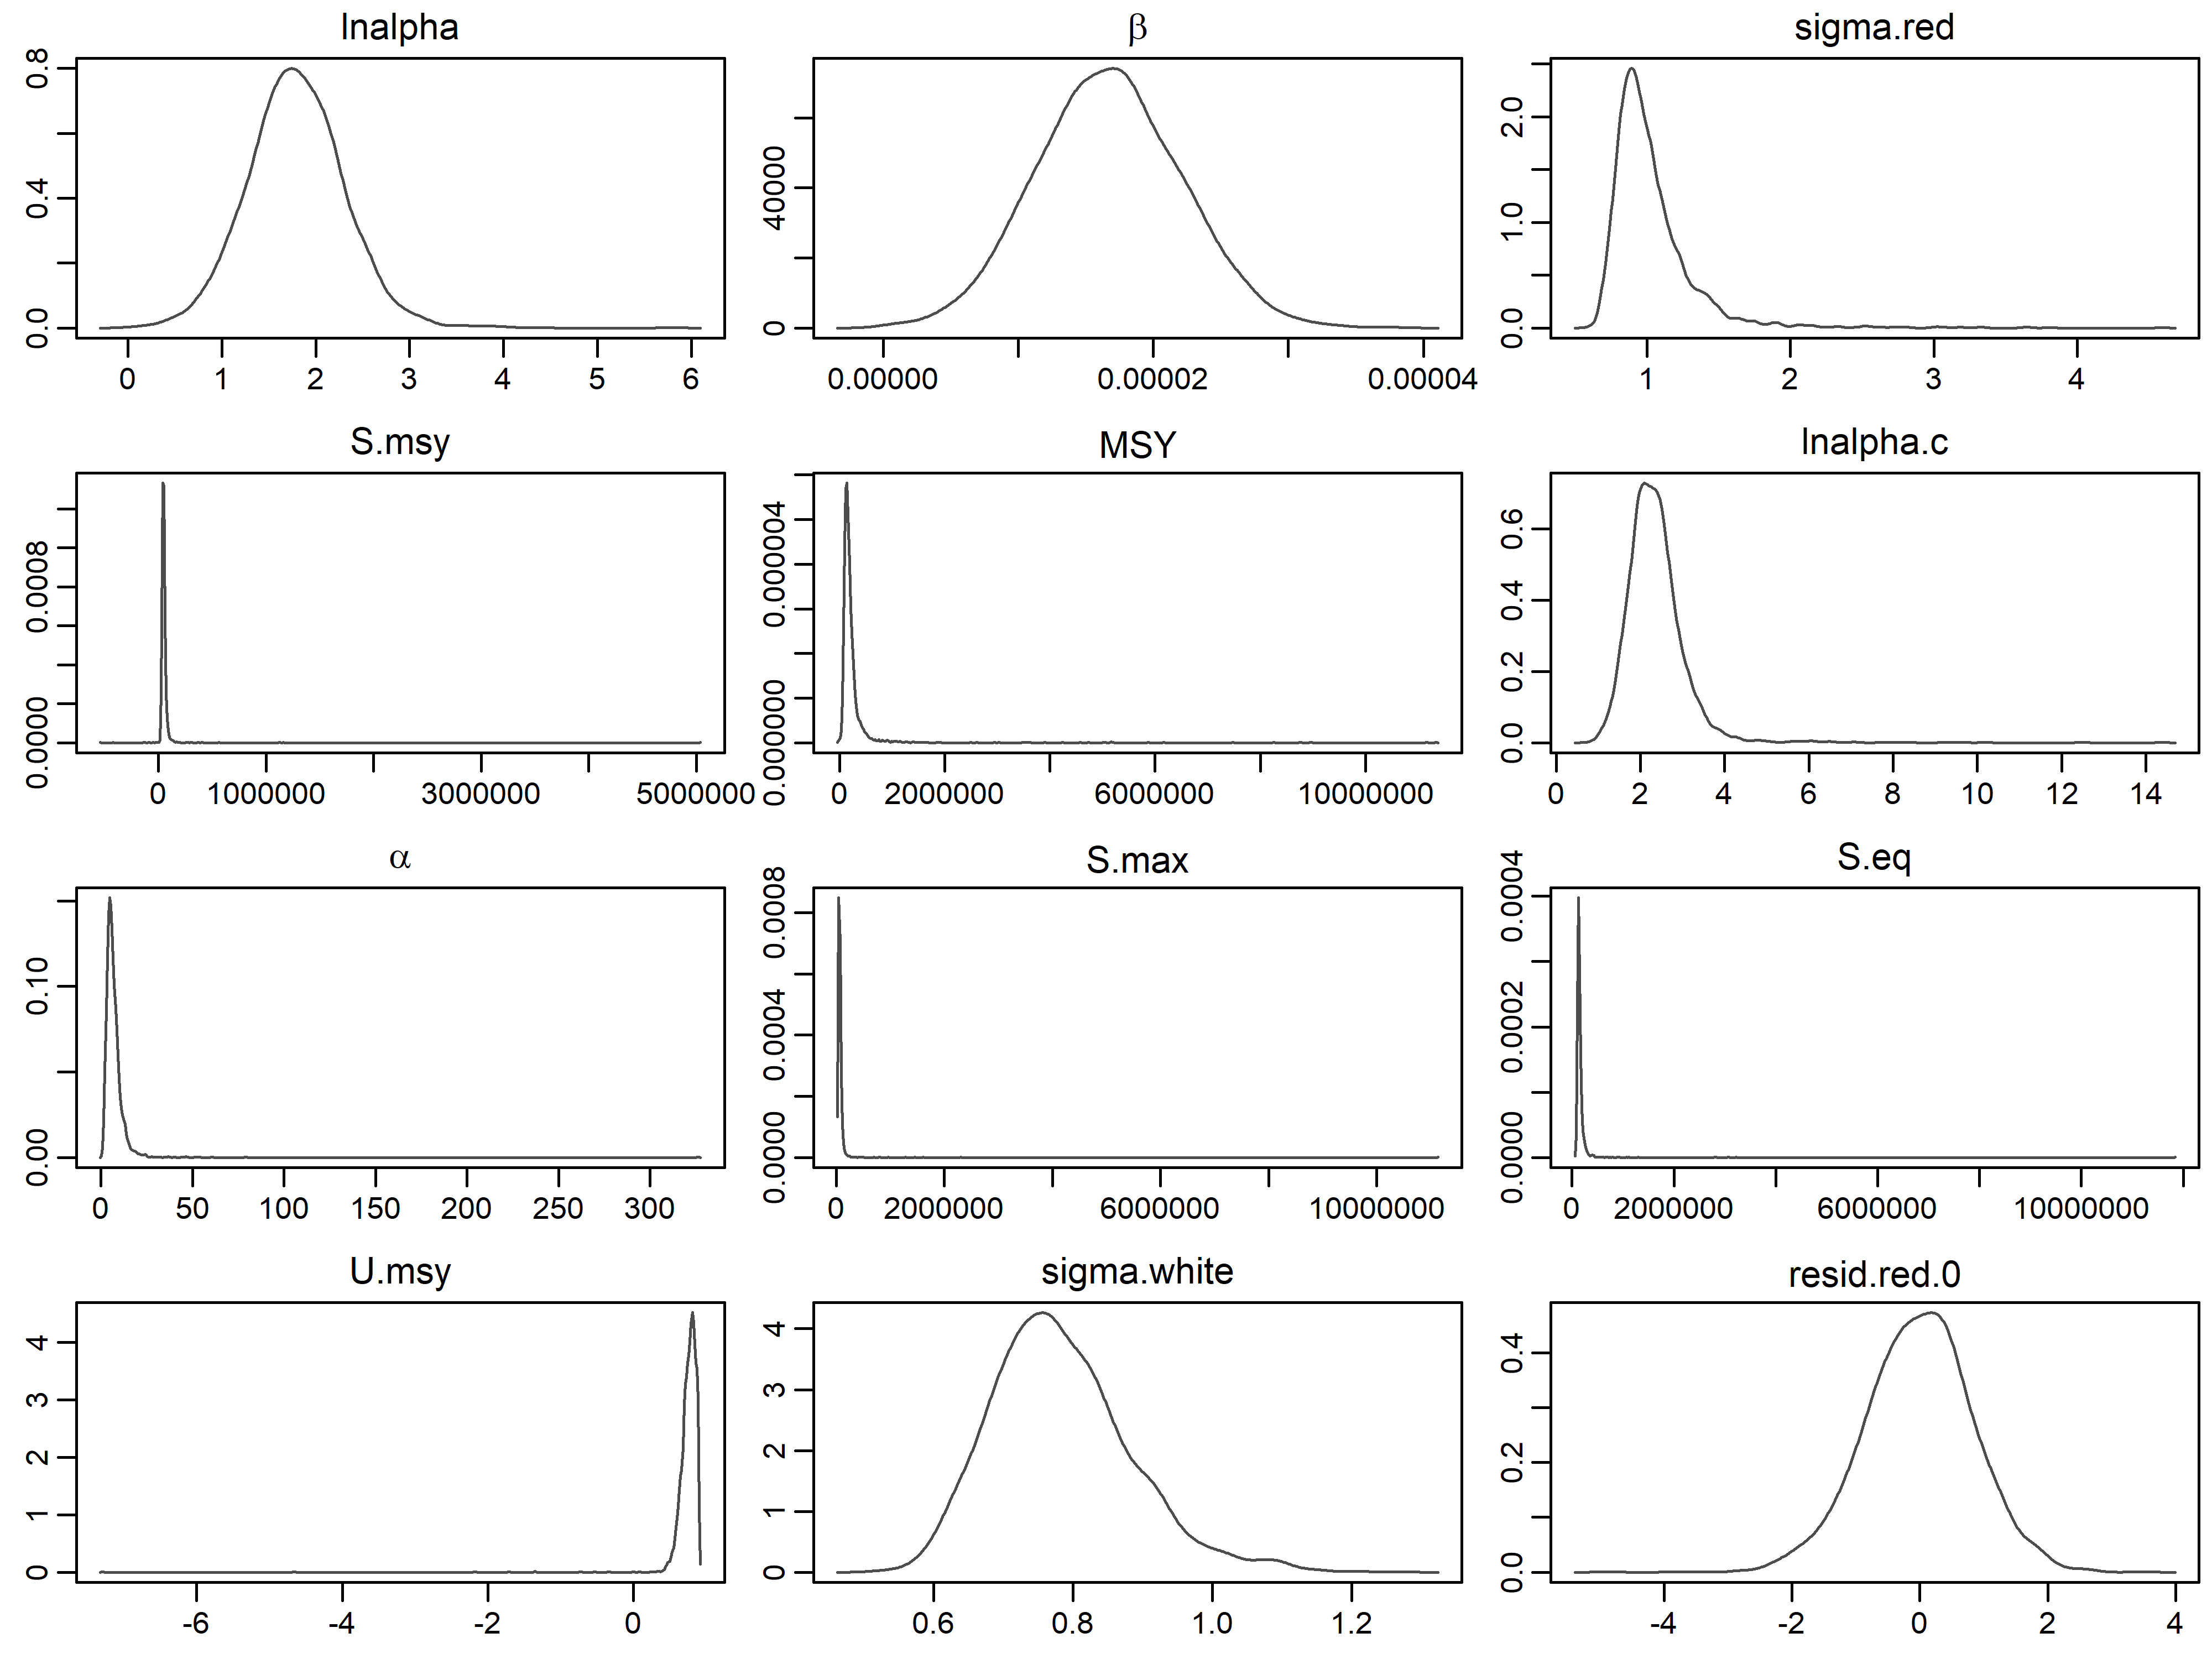 lnalpha
0.0 0.4 0.8
0 1 2 3 4 5 6
β
0 40000
0.00000 0.00002 0.00004
sigma.red
0.0 1.0 2.0
1 2 3 4
S.msy
0.0000 0.0008
0 1000000 3000000 5000000
MSY
0.000000 0.000004
0 2000000 6000000 10000000
lnalpha.c
0.0 0.2 0.4 0.6
0 2 4 6 8 10 12 14
α
0.00 0.10
0 50 100 150 200 250 300
S.max
0.0000 0.0004 0.0008
0 2000000 6000000 10000000
S.eq
0.0000 0.0002 0.0004
0 2000000 6000000 10000000
U.msy
0 1 2 3 4
-6 -4 -2 0
sigma.white
0 1 2 3 4
0.6 0.8 1.0 1.2
resid.red.0
0.0 0.2 0.4
-4 -2 0 2 4